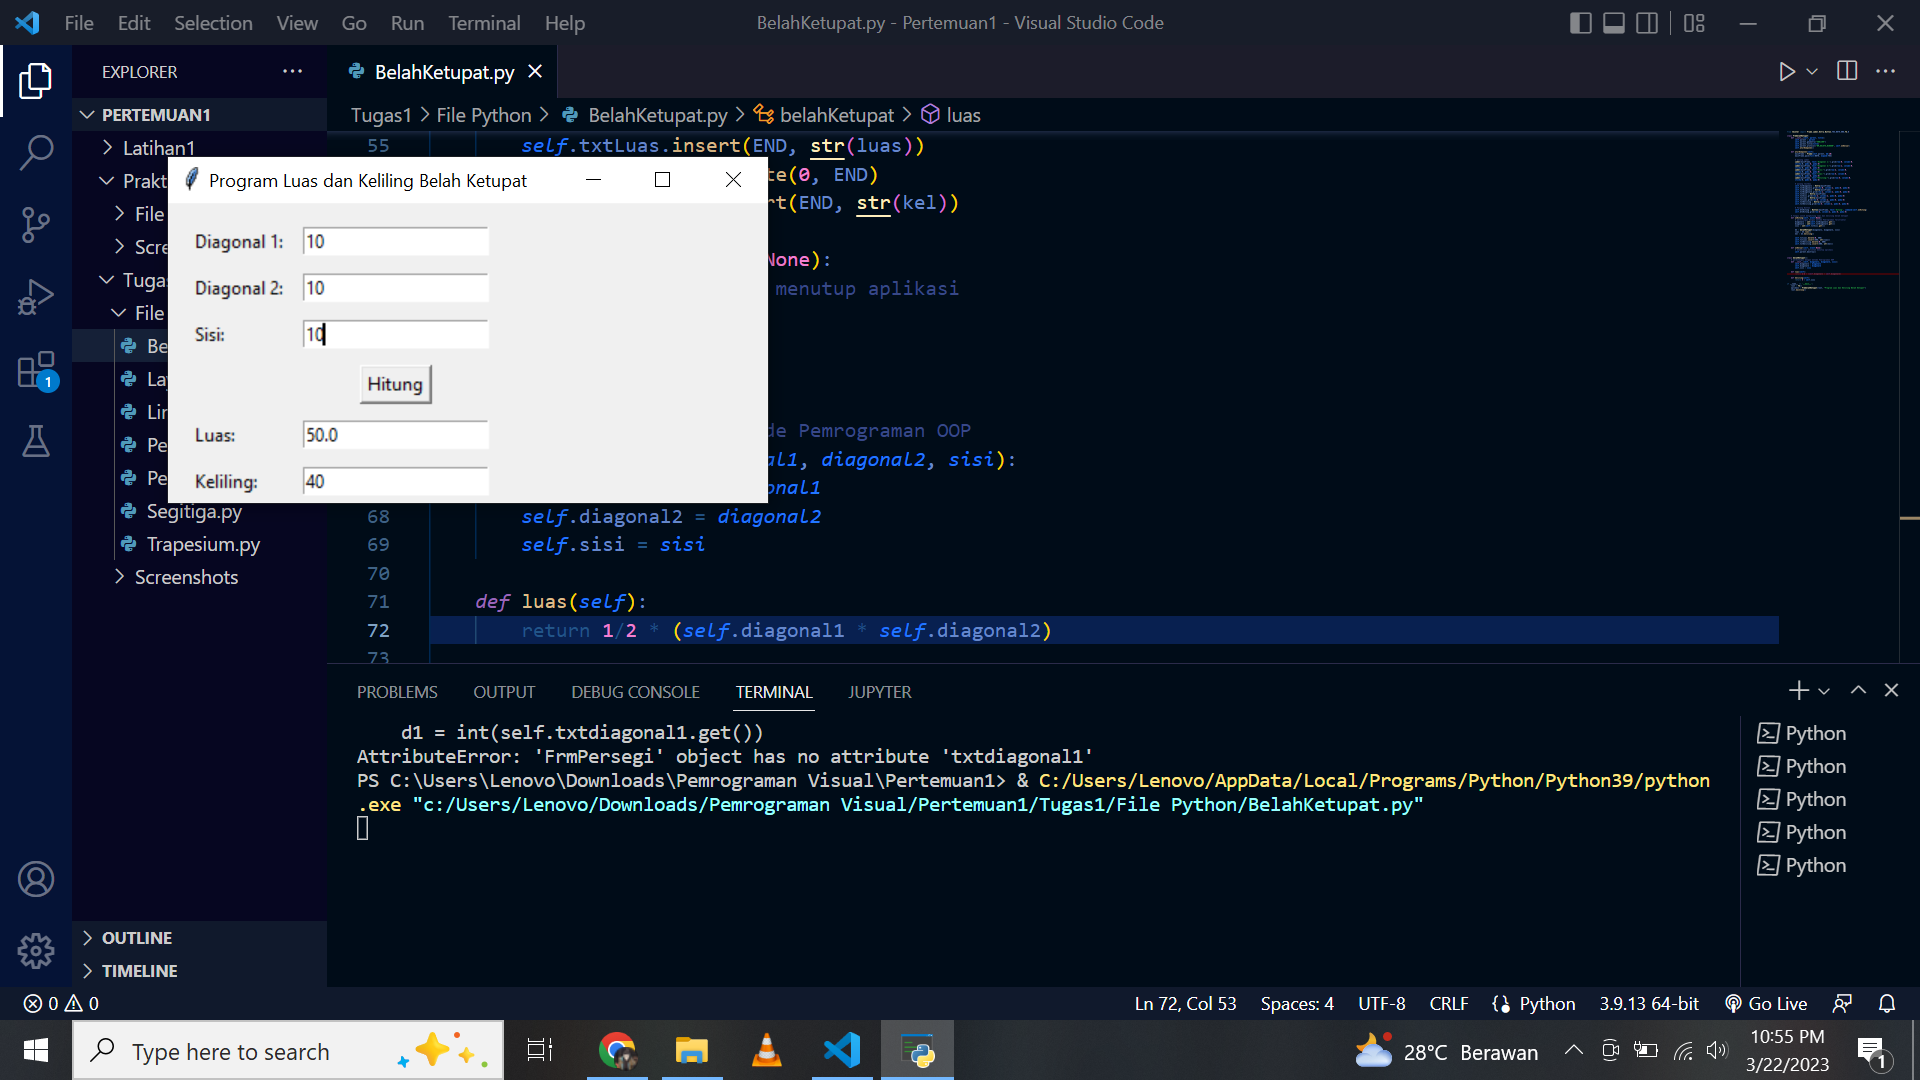 File Edit Selection View Go Run Terminal Help
BelahKetupat.py - Pertemuan1 - Visual Studio Code
EXPLORER
BelahKetupat.py
PERTEMUAN1
Latihan1
Prakt
File
Scre
Tuga
File
Be
La
Lin
Pe
Pe
Segitiga.py
Trapesium.py
Screenshots
OUTLINE
TIMELINE
Tugas1 > File Python > BelahKetupat.py > belahKetupat > luas
55 self.txtLuas.insert(END, str(luas))
te(0, END)
rt(END, str(kel))
None):
menutup aplikasi
de Pemrograman OOP
al1, diagonal2, sisi):
onal1
68 self.diagonal2 = diagonal2
69 self.sisi = sisi
70
71 def luas(self):
72 return 1/2 * (self.diagonal1 * self.diagonal2)
73
Program Luas dan Keliling Belah Ketupat
Diagonal 1: 10
Diagonal 2: 10
Sisi: 10
Hitung
Luas: 50.0
Keliling: 40
PROBLEMS OUTPUT DEBUG CONSOLE TERMINAL JUPYTER
d1 = int(self.txtdiagonal1.get())
AttributeError: 'FrmPersegi' object has no attribute 'txtdiagonal1'
PS C:\Users\Lenovo\Downloads\Pemrograman Visual\Pertemuan1> & C:/Users/Lenovo/AppData/Local/Programs/Python/Python39/python
.exe "c:/Users/Lenovo/Downloads/Pemrograman Visual/Pertemuan1/Tugas1/File Python/BelahKetupat.py"
Python
Python
Python
Python
Python
1
0 0
Ln 72, Col 53 Spaces: 4 UTF-8 CRLF Python 3.9.13 64-bit Go Live
Type here to search
28°C Berawan
10:55 PM
3/22/2023
1